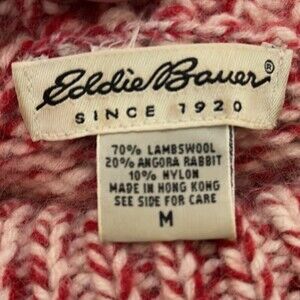 Eddie Bauer®
SINCE 1920
70% LAMBSWOOL
20% ANGORA RABBIT
10% NYLON
MADE IN HONG KONG
SEE SIDE FOR CARE
M